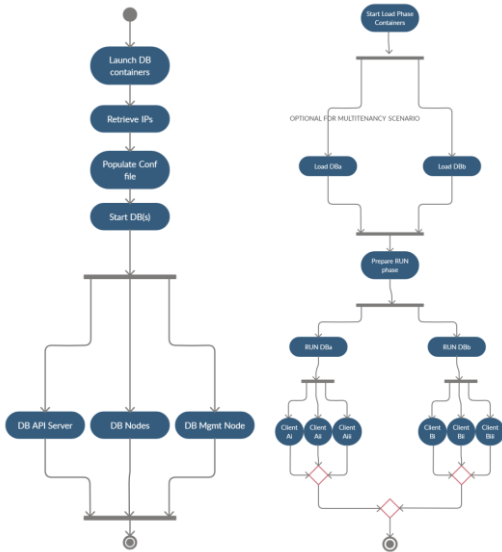 Launch DB
containers
Retrieve IPs
Populate Conf
file
Start DB(s)
DB API Server
DB Nodes
DB Mgmt Node
Start Load Phase
Containers
OPTIONAL FOR MULTITENANCY SCENARIO
Load DBa
Load DBb
Prepare RUN
phase
RUN DBa
RUN DBb
Client
Ai
Client
Aii
Client
Aiii
Client
Bi
Client
Bii
Client
Biii